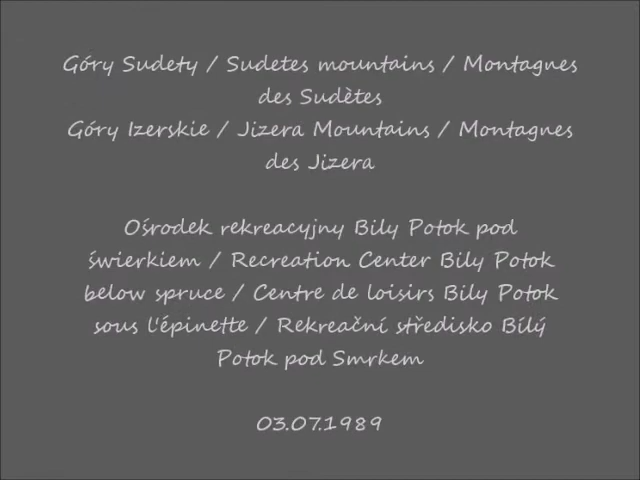 Góry Sudety / Sudetes mountains / Montagnes
des Sudètes
Góry Izerskie / Jizera Mountains / Montagnes
des Jizera
Ośrodek rekreacyjny Bily Potok pod
świerkiem / Recreation Center Bily Potok
below spruce / Centre de loisirs Bily Potok
sous l'épinette / Rekreační středisko Bílý
Potok pod Smrkem
03.07.1989